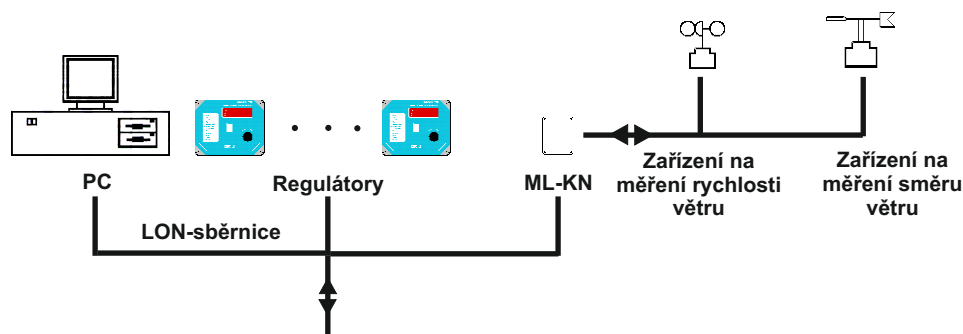 PC
Regulátory
ML-KN
Zařízení na
měření rychlosti
větru
Zařízení na
měření směru
větru
LON-sběrnice